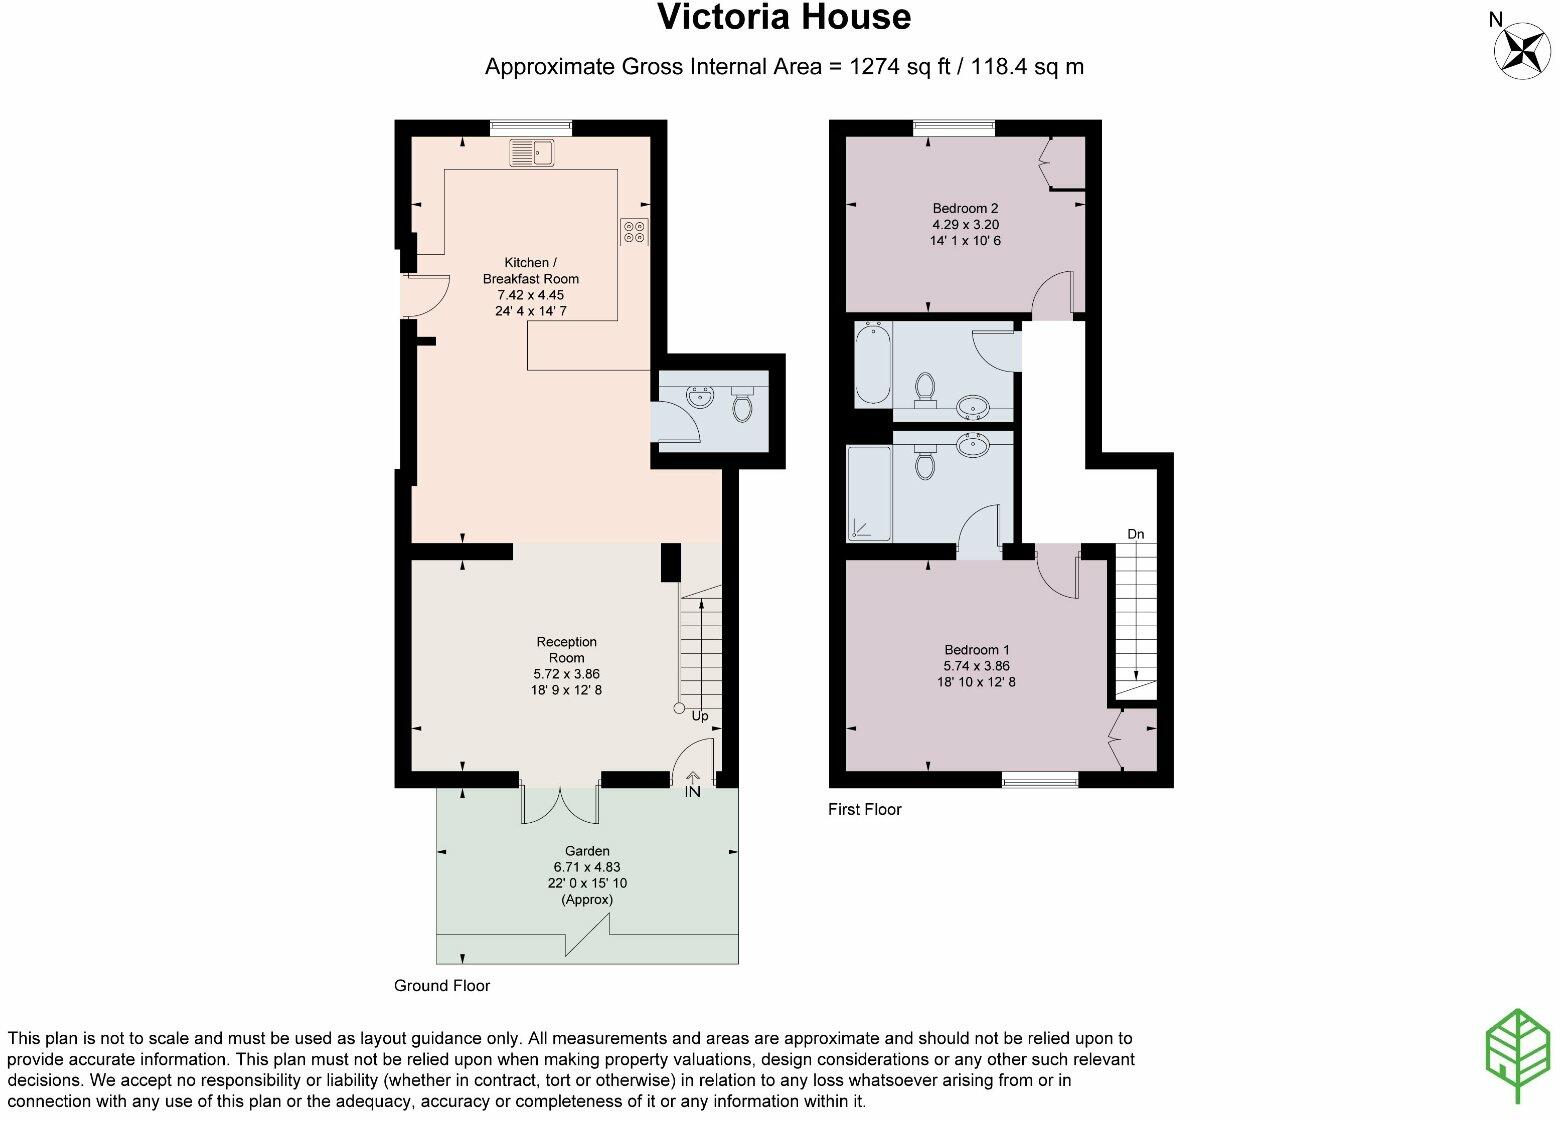 Victoria House
Approximate Gross Internal Area = 1274 sq ft / 118.4 sq m
N
Kitchen /
Breakfast Room
7.42 x 4.45
24' 4 x 14' 7
Reception
Room
5.72 x 3.86
18' 9 x 12' 8
Up
IN
Garden
6.71 x 4.83
22' 0 x 15' 10
(Approx)
Ground Floor
Bedroom 2
4.29 x 3.20
14' 1 x 10' 6
Dn
Bedroom 1
5.74 x 3.86
18' 10 x 12' 8
First Floor
This plan is not to scale and must be used as layout guidance only. All measurements and areas are approximate and should not be relied upon to
provide accurate information. This plan must not be relied upon when making property valuations, design considerations or any other such relevant
decisions. We accept no responsibility or liability (whether in contract, tort or otherwise) in relation to any loss whatsoever arising from or in
connection with any use of this plan or the adequacy, accuracy or completeness of it or any information within it.